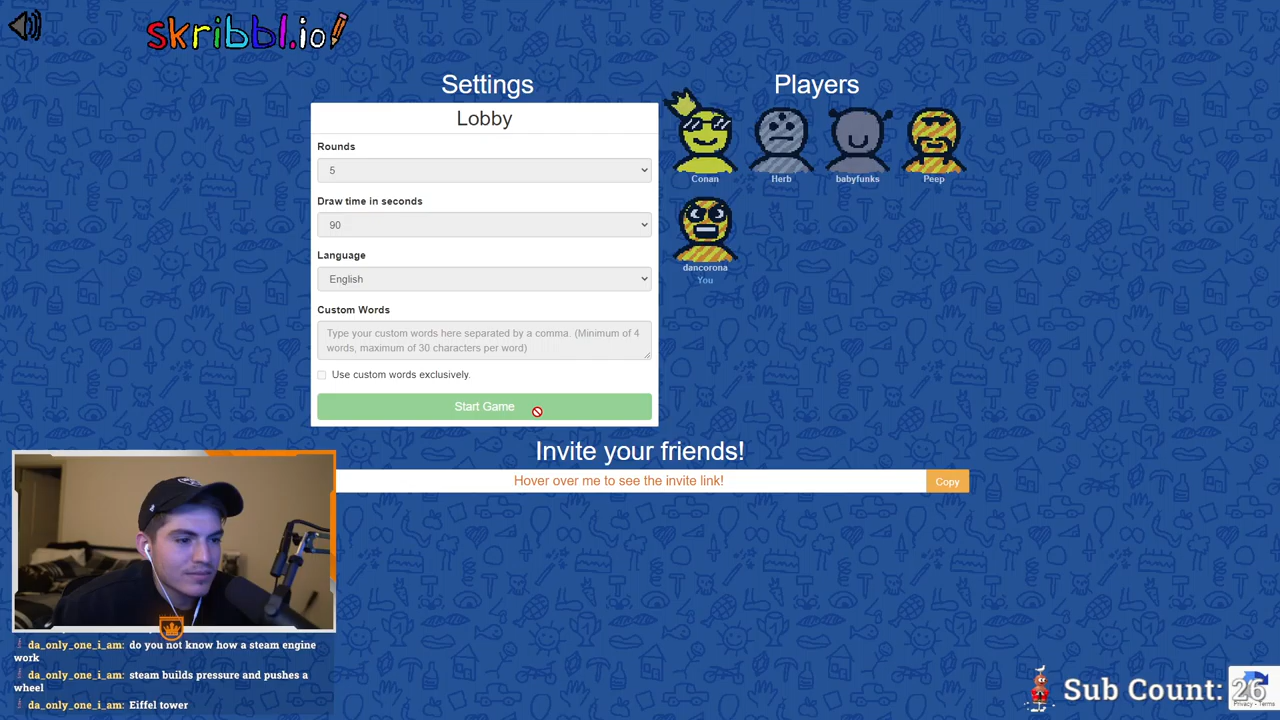 skribbl.io
Settings
Players
Lobby
Rounds
5
Draw time in seconds
90
Language
English
Custom Words
Type your custom words here separated by a comma. (Minimum of 4
words, maximum of 30 characters per word)
Use custom words exclusively.
Start Game
Conan
Herb
babyfunks
Peep
dancorona
You
Invite your friends!
Hover over me to see the invite link!
Copy
da_only_one_i_am: do you not know how a steam engine
work
da_only_one_i_am: steam builds pressure and pushes a
wheel
da_only_one_i_am: Eiffel tower
Sub Count: 26
Privacy - Terms